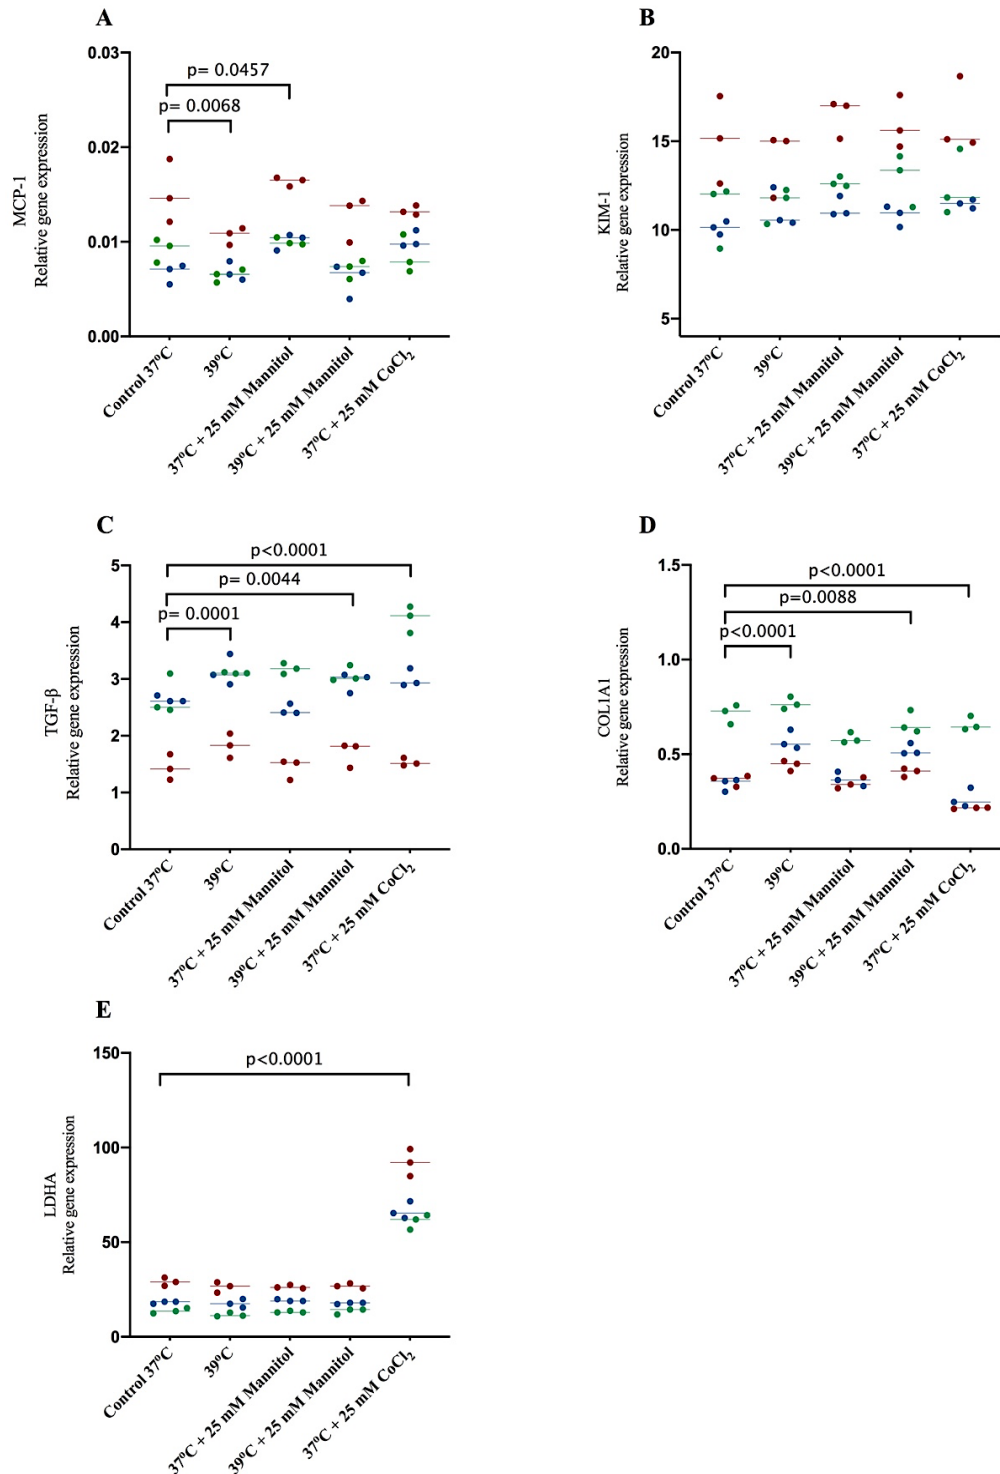 A
MCP-1
Relative gene expression
0.03
0.02
0.01
0.00
p= 0.0457
p= 0.0068
Control 37ºC
39ºC
37ºC + 25 mM Mannitol
39ºC + 25 mM Mannitol
37ºC + 25 mM CoCl₂
B
KIM-1
Relative gene expression
20
15
10
5
Control 37ºC
39ºC
37ºC + 25 mM Mannitol
39ºC + 25 mM Mannitol
37ºC + 25 mM CoCl₂
C
TGF-β
Relative gene expression
5
4
3
2
1
0
p<0.0001
p= 0.0044
p= 0.0001
Control 37ºC
39ºC
37ºC + 25 mM Mannitol
39ºC + 25 mM Mannitol
37ºC + 25 mM CoCl₂
D
COL1A1
Relative gene expression
1.5
1.0
0.5
0.0
p<0.0001
p=0.0088
p<0.0001
Control 37ºC
39ºC
37ºC + 25 mM Mannitol
39ºC + 25 mM Mannitol
37ºC + 25 mM CoCl₂
E
LDHA
Relative gene expression
150
100
50
0
p<0.0001
Control 37ºC
39ºC
37ºC + 25 mM Mannitol
39ºC + 25 mM Mannitol
37ºC + 25 mM CoCl₂